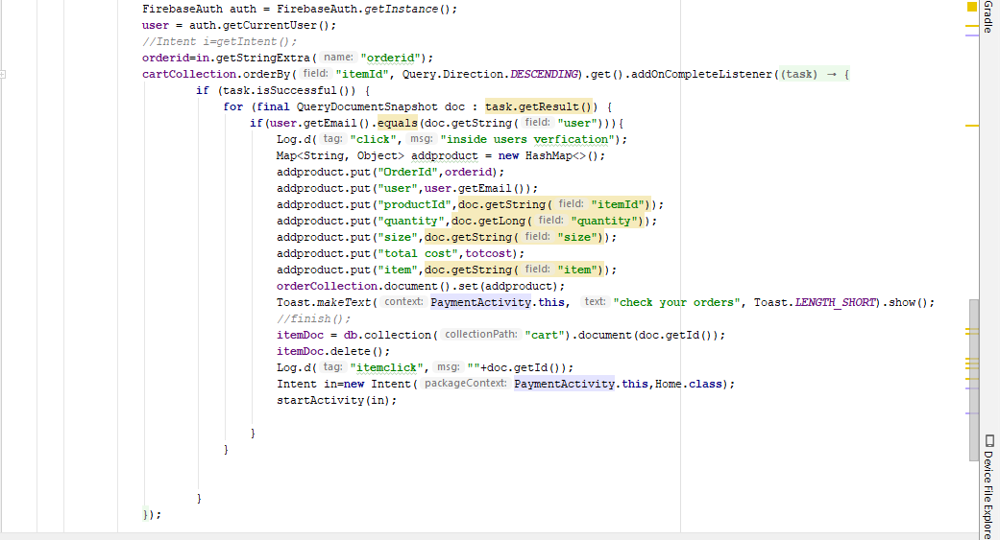 FirebaseAuth auth = FirebaseAuth.getInstance();
user = auth.getCurrentUser();
//Intent i=getIntent();
orderid=in.getStringExtra( name: "orderid");
cartCollection.orderBy( field: "itemId", Query.Direction.DESCENDING).get().addOnCompleteListener((task) → {
if (task.isSuccessful()) {
for (final QueryDocumentSnapshot doc : task.getResult()) {
if(user.getEmail().equals(doc.getString( field: "user"))){
Log.d( tag: "click", msg: "inside users verfication");
Map<String, Object> addproduct = new HashMap<>();
addproduct.put("OrderId",orderid);
addproduct.put("user",user.getEmail());
addproduct.put("productId",doc.getString( field: "itemId"));
addproduct.put("quantity",doc.getLong( field: "quantity"));
addproduct.put("size",doc.getString( field: "size"));
addproduct.put("total cost",totcost);
addproduct.put("item",doc.getString( field: "item"));
orderCollection.document().set(addproduct);
Toast.makeText( context: PaymentActivity.this, text: "check your orders", Toast.LENGTH_SHORT).show();
//finish();
itemDoc = db.collection( collectionPath: "cart").document(doc.getId());
itemDoc.delete();
Log.d( tag: "itemclick", msg: ""+doc.getId());
Intent in=new Intent( packageContext: PaymentActivity.this,Home.class);
startActivity(in);
}
}
}
});
Gradle
Device File Explore